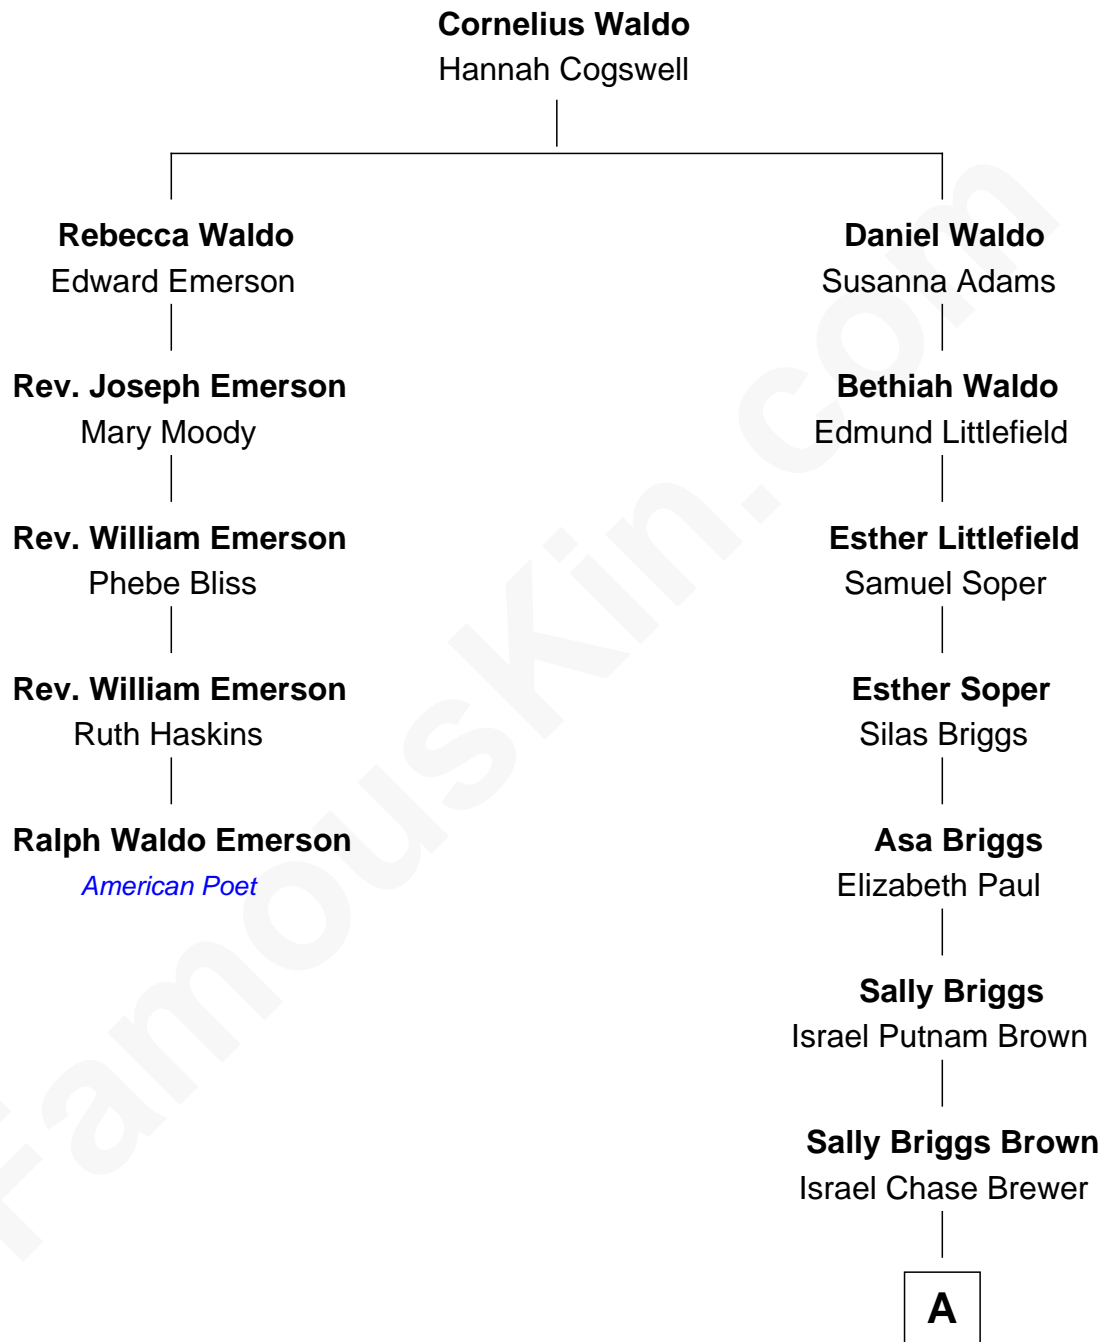 Cornelius Waldo
Hannah Cogswell
Rebecca Waldo
Edward Emerson
Daniel Waldo
Susanna Adams
Rev. Joseph Emerson
Mary Moody
Bethiah Waldo
Edmund Littlefield
Rev. William Emerson
Phebe Bliss
Esther Littlefield
Samuel Soper
Rev. William Emerson
Ruth Haskins
Esther Soper
Silas Briggs
Ralph Waldo Emerson
American Poet
Asa Briggs
Elizabeth Paul
Sally Briggs
Israel Putnam Brown
Sally Briggs Brown
Israel Chase Brewer
A
FamousKin.com